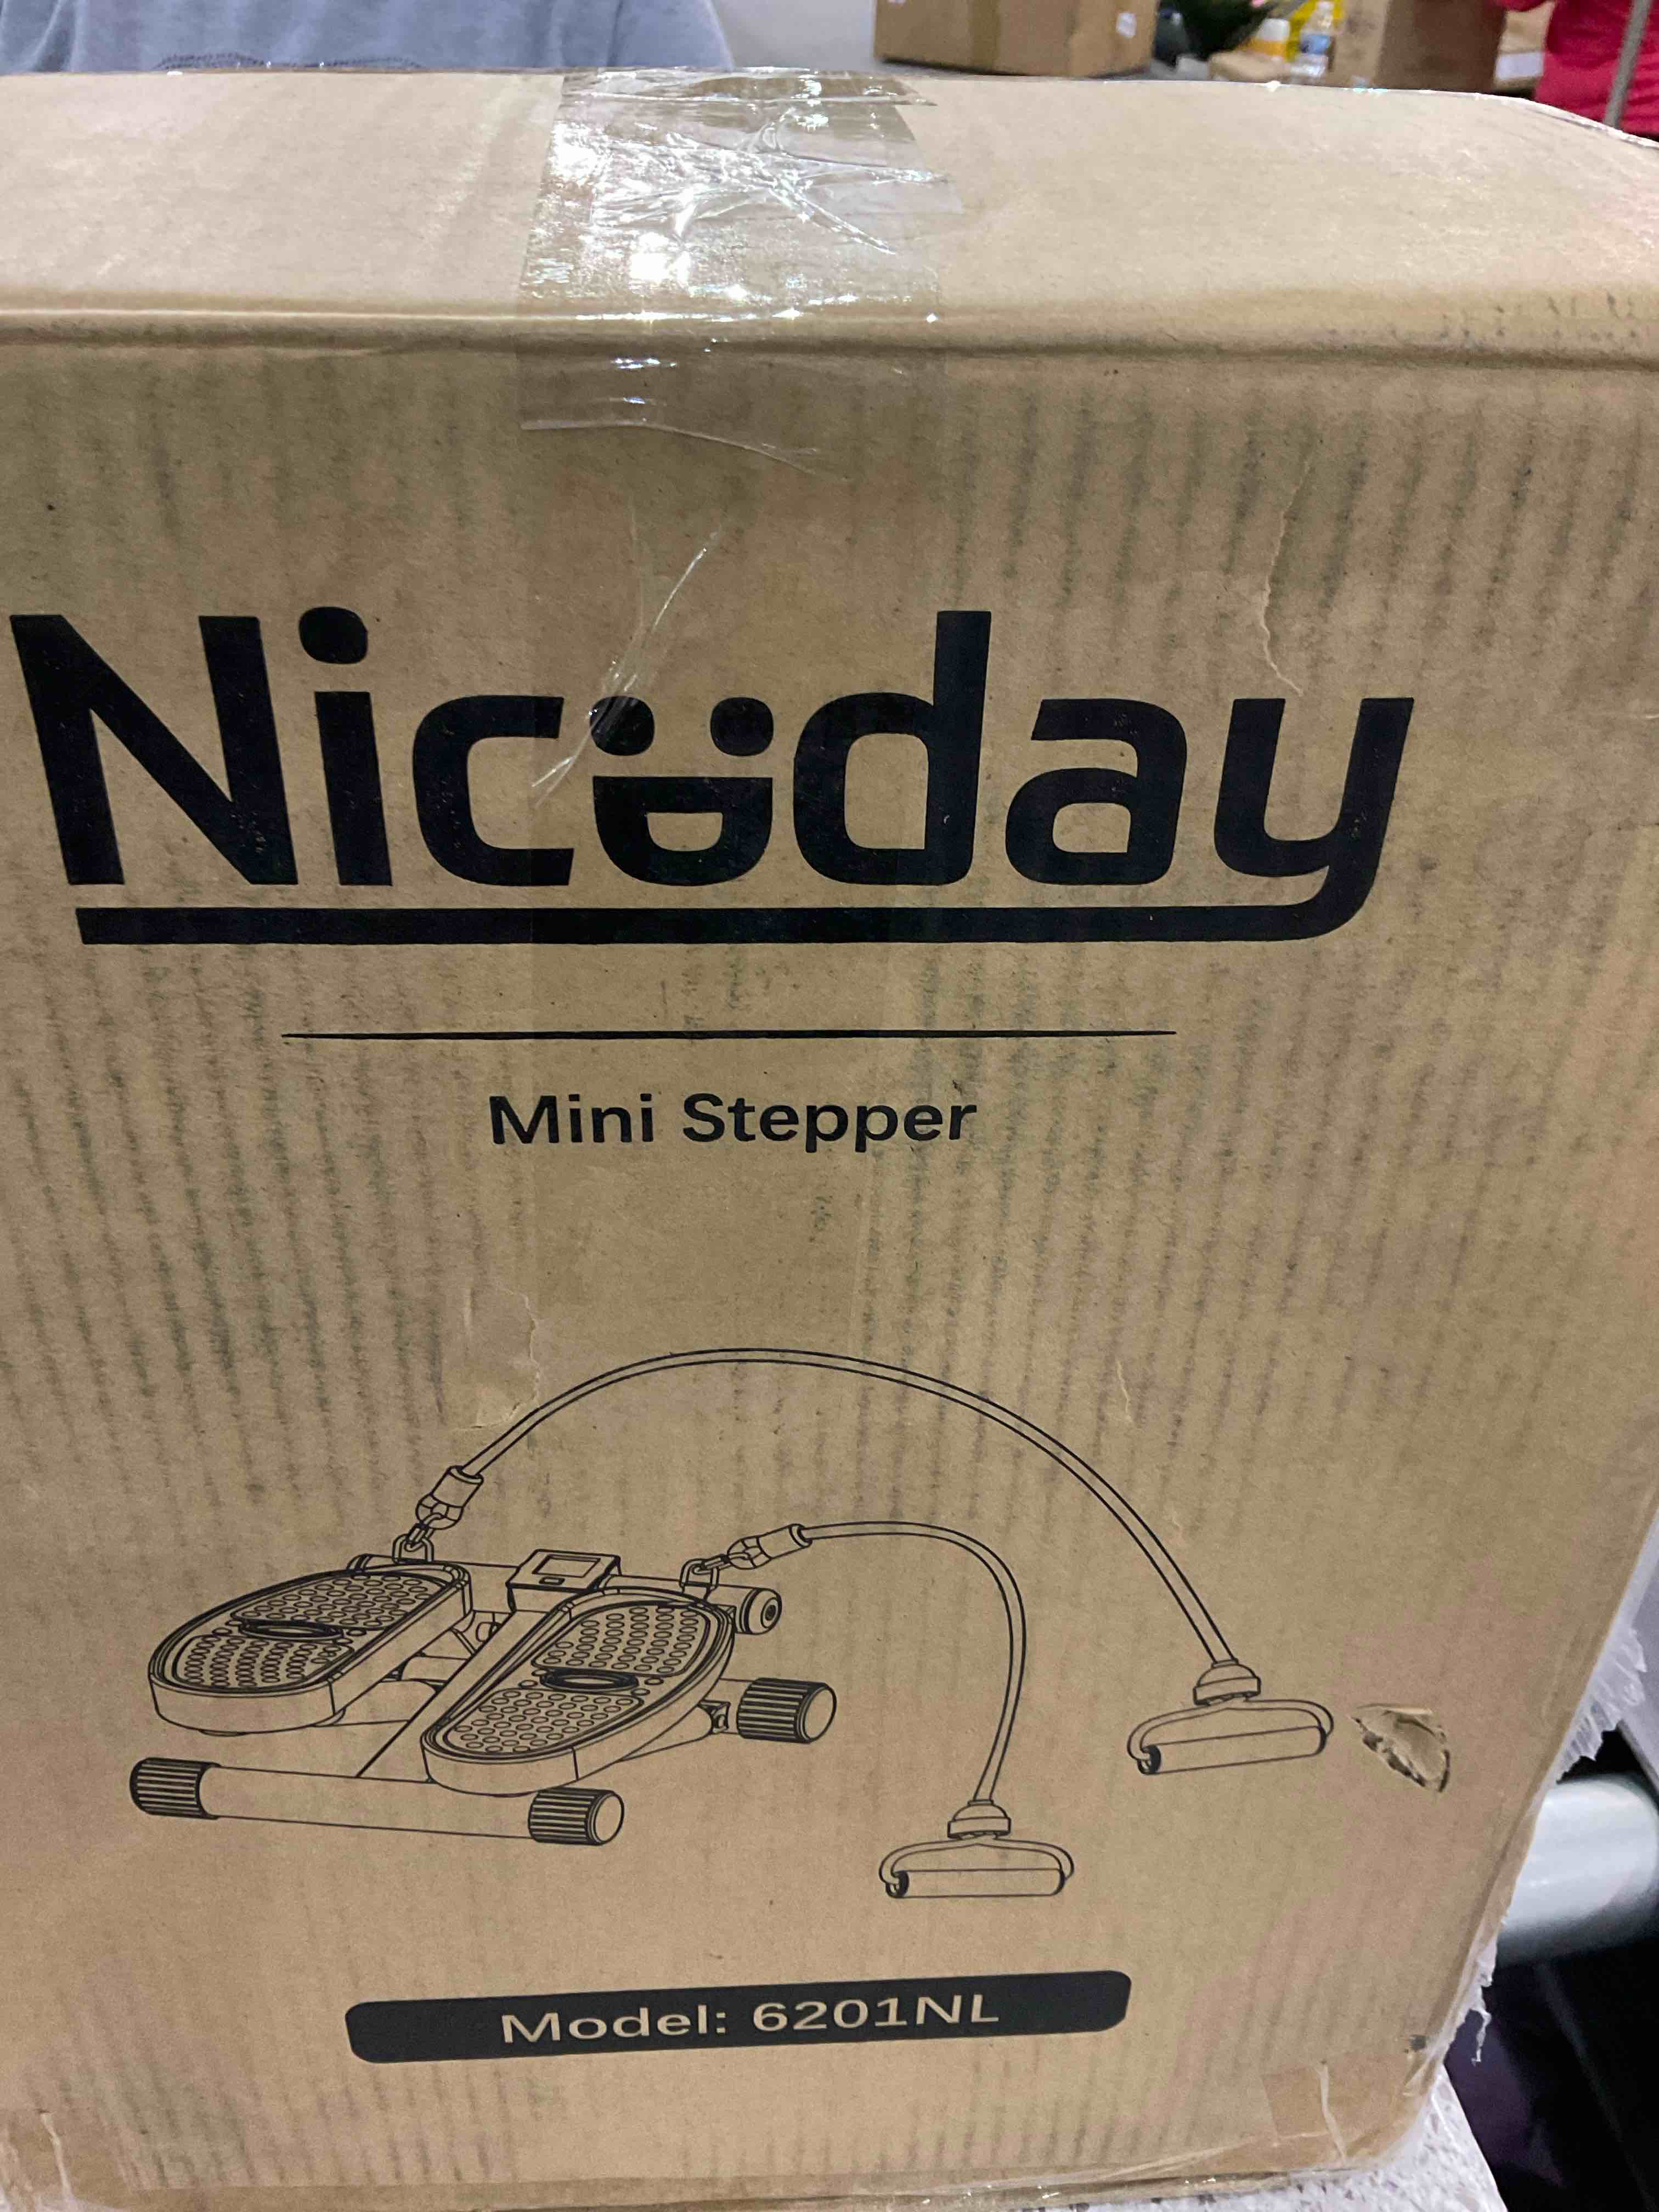 Niceday
Mini Stepper
Model: 6201NL